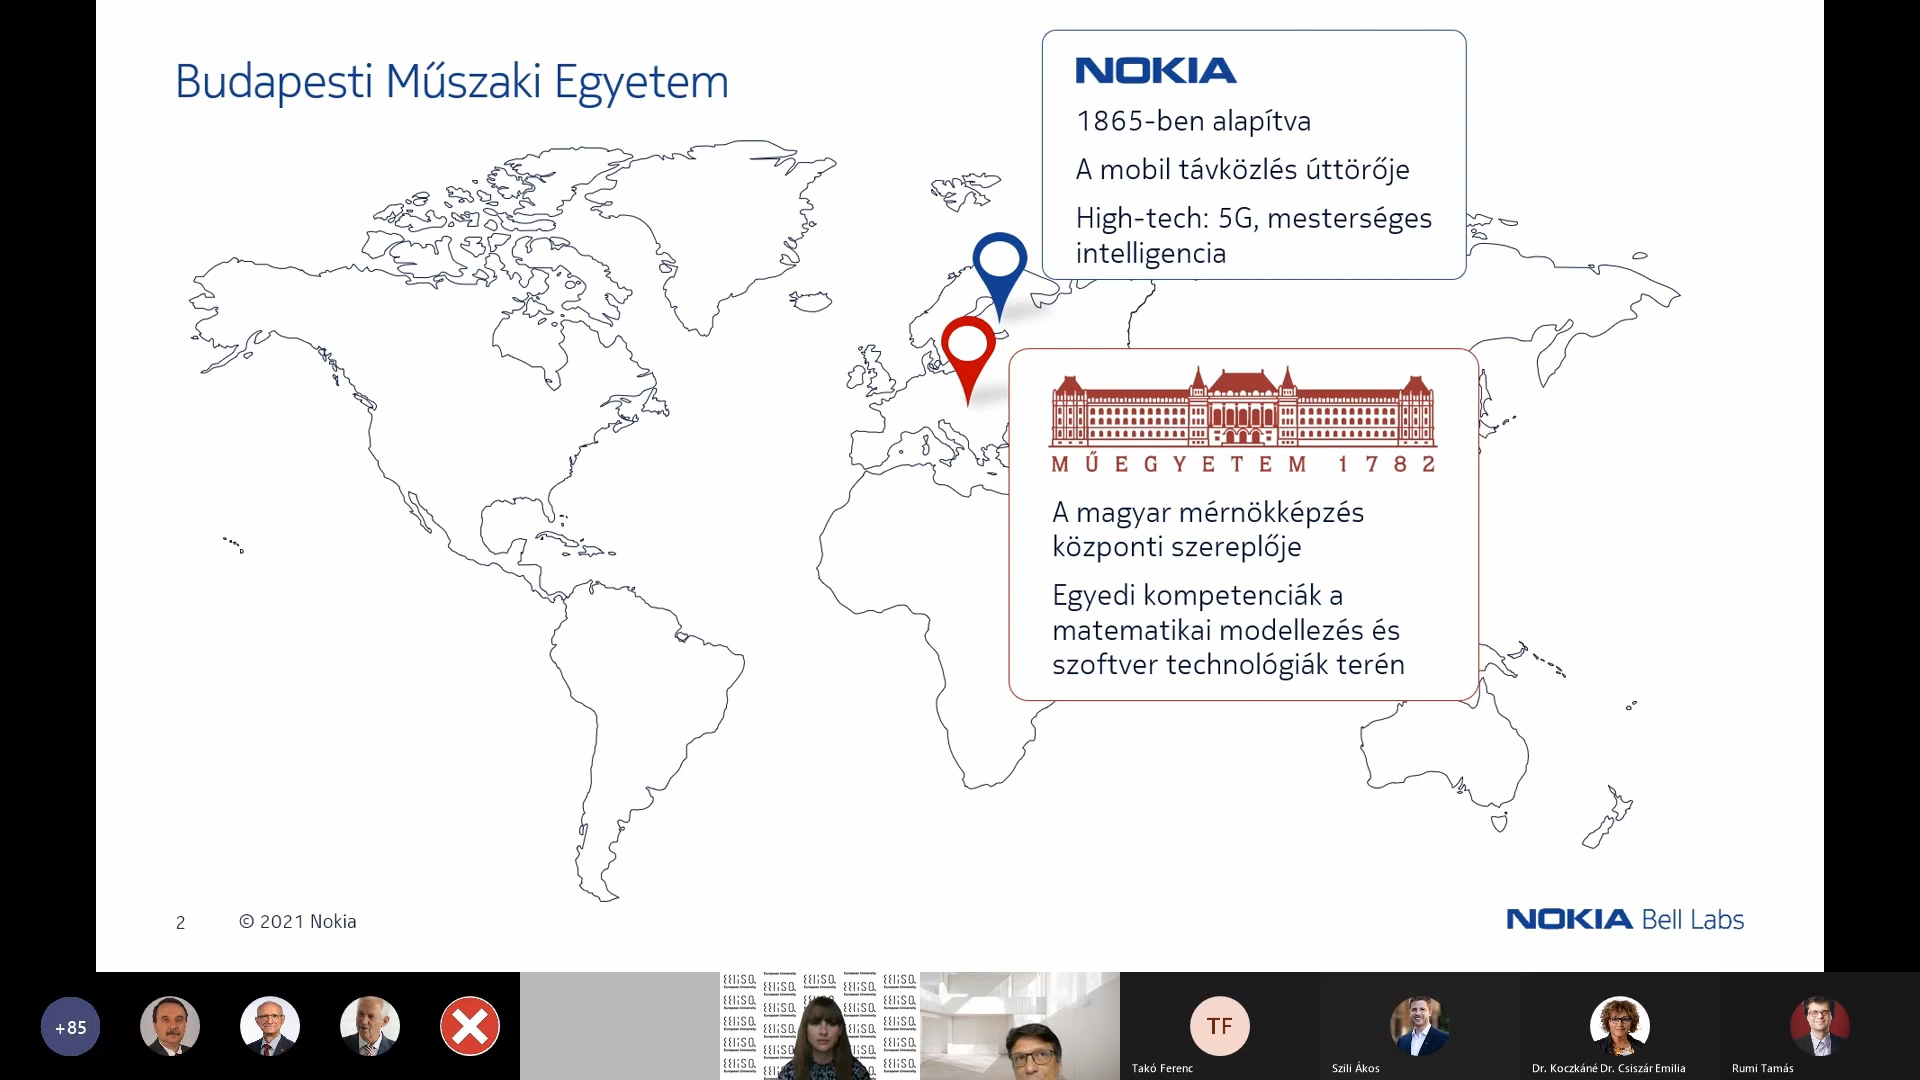 Budapesti Műszaki Egyetem
NOKIA
1865-ben alapítva
A mobil távközlés úttörője
High-tech: 5G, mesterséges
intelligencia
MŰEGYETEM 1782
A magyar mérnökképzés
központi szereplője
Egyedi kompetenciák a
matematikai modellezés és
szoftver technológiák terén
2
© 2021 Nokia
NOKIA Bell Labs
+85
TF
Takó Ferenc
Szili Ákos
Dr. Koczkáné Dr. Csiszár Emilia
Rumi Tamás